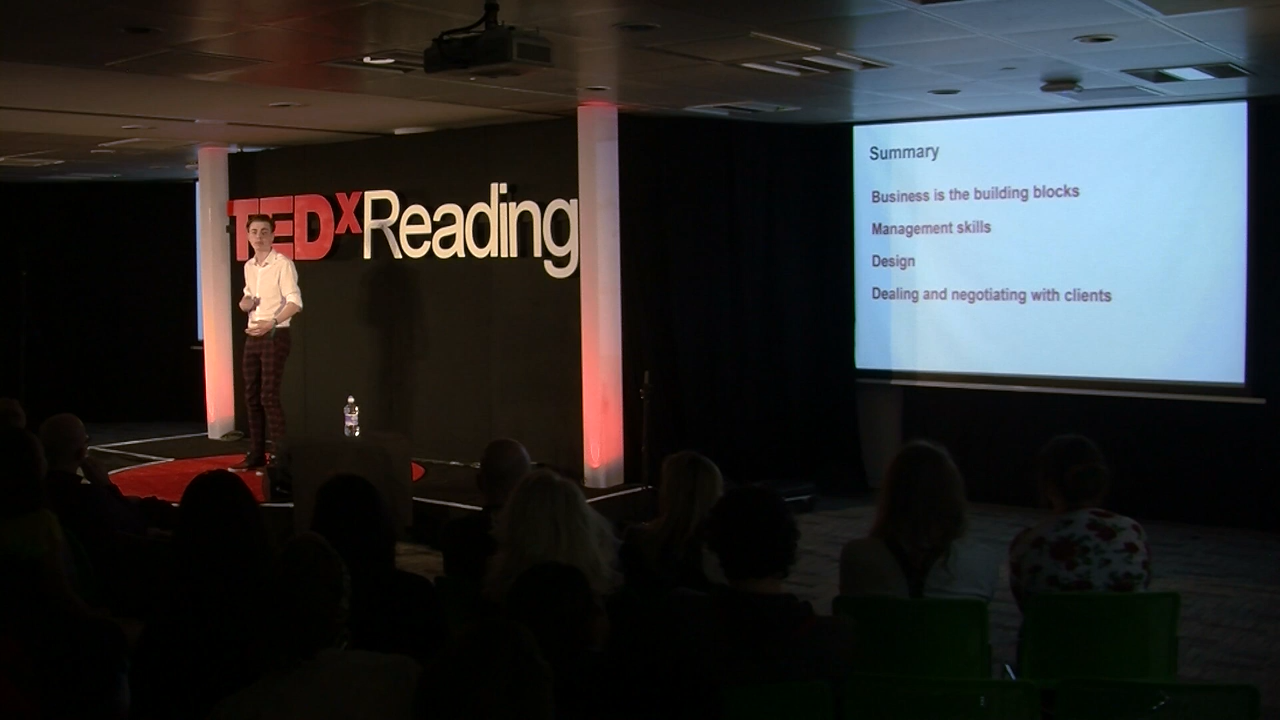 TEDxReading
Summary
Business is the building blocks
Management skills
Design
Dealing and negotiating with clients